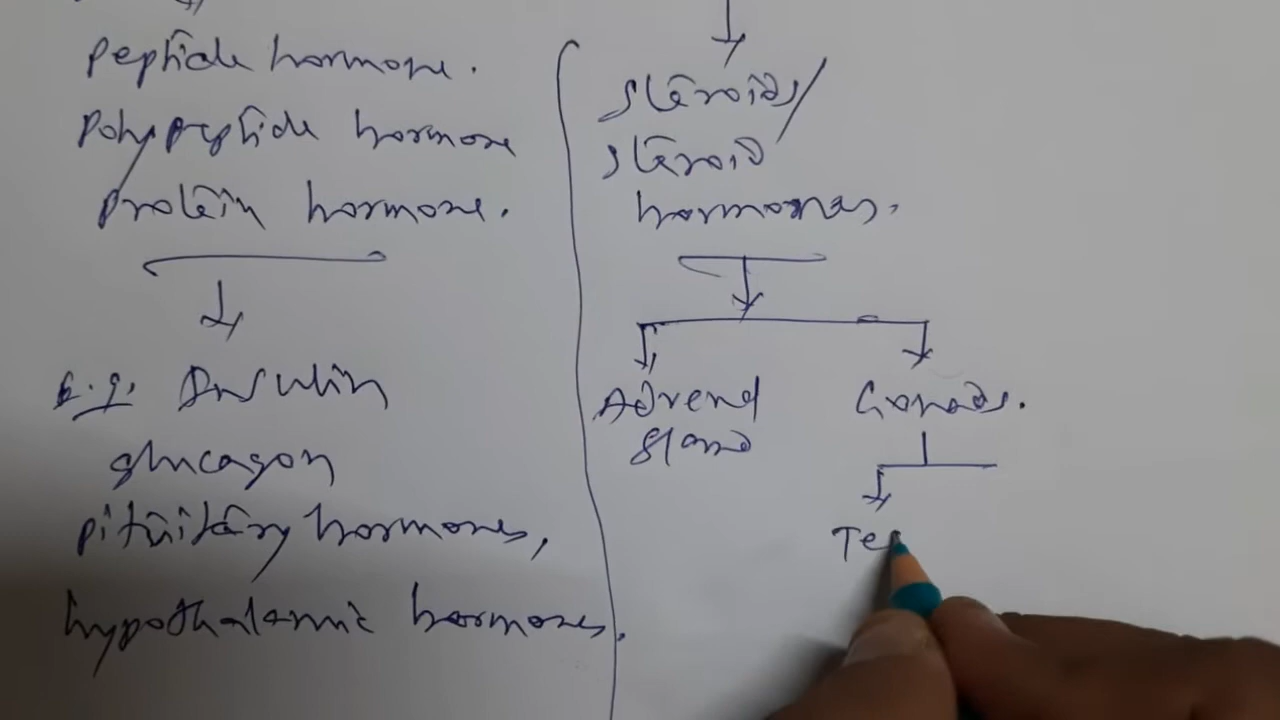 Peptide hormone.
Polypeptide hormone
Protein hormone.
E.g. Insulin
glucagon
pituitary hormones,
hypothalamic hormones.
steroids/
steroid
hormones.
Adrenal
gland
Gonads.
Te